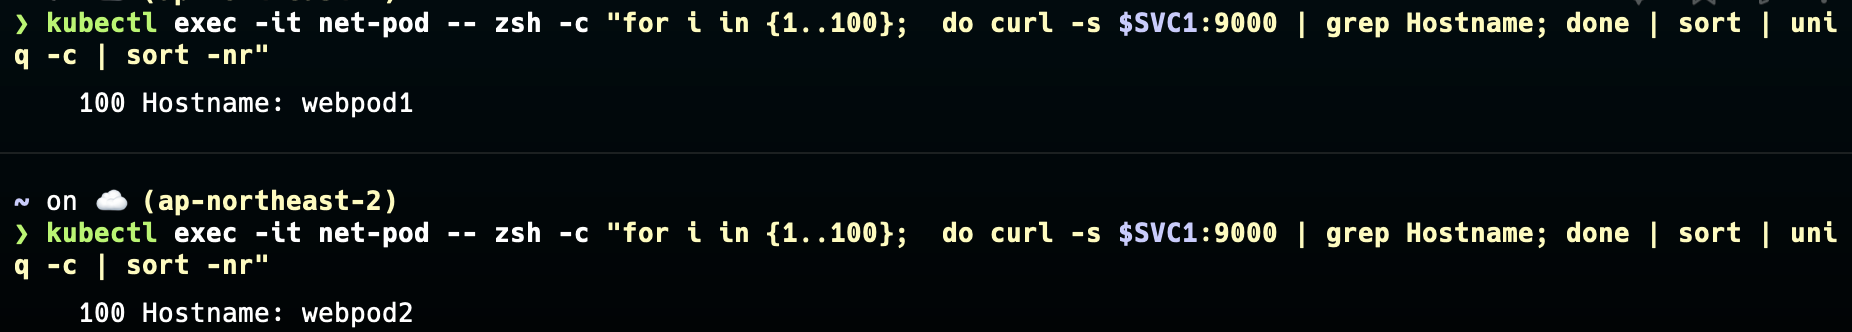 ❯ kubectl exec -it net-pod -- zsh -c "for i in {1..100};  do curl -s $SVC1:9000 | grep Hostname; done | sort | uni
q -c | sort -nr"
    100 Hostname: webpod1
~ on ☁️ (ap-northeast-2)
❯ kubectl exec -it net-pod -- zsh -c "for i in {1..100};  do curl -s $SVC1:9000 | grep Hostname; done | sort | uni
q -c | sort -nr"
    100 Hostname: webpod2